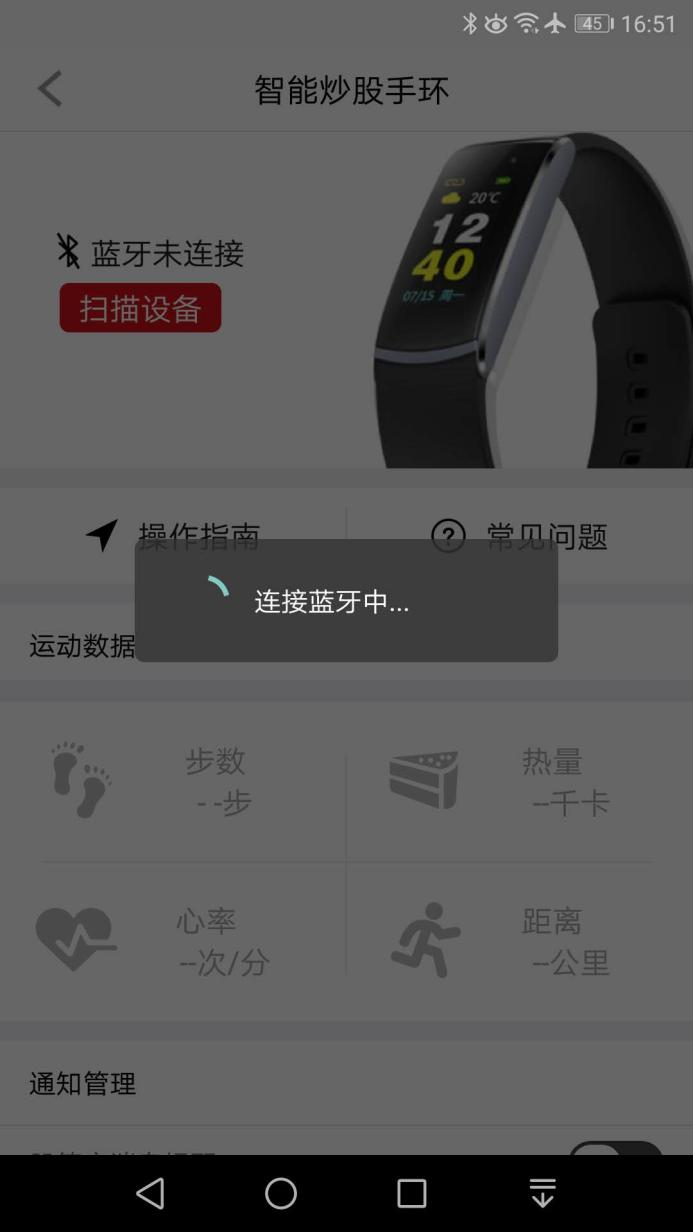 45 16:51
智能炒股手环
20℃
12
40
07/15 周一
蓝牙未连接
扫描设备
操作指南 常见问题
连接蓝牙中...
运动数据
步数 热量
--步 --千卡
心率 距离
--次/分 --公里
通知管理